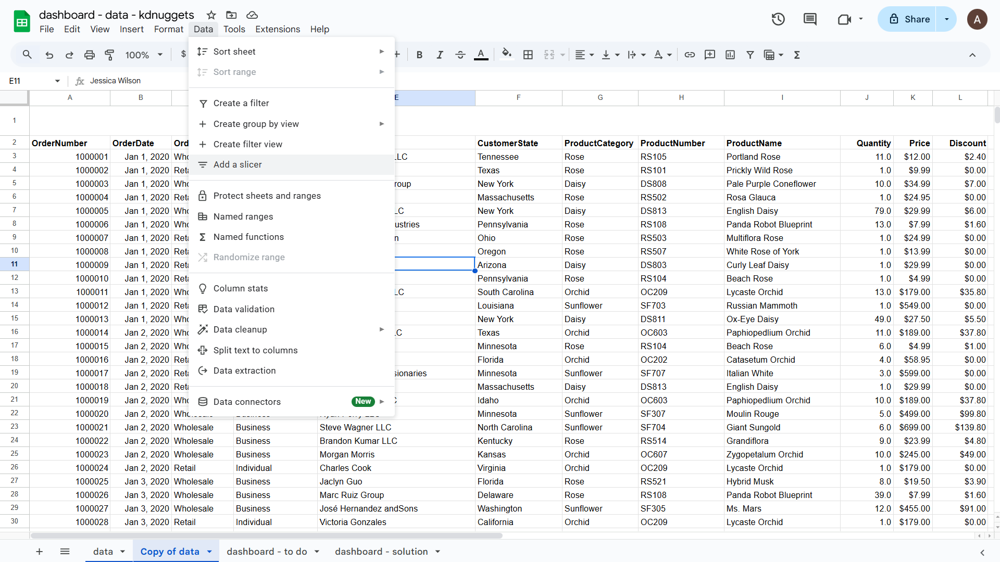 dashboard - data - kdnuggets
File Edit View Insert Format Data Tools Extensions Help
Share
A
100% $ B I A A Σ
E11 fx Jessica Wilson
Sort sheet
Sort range
Create a filter
Create group by view
Create filter view
Add a slicer
Protect sheets and ranges
Named ranges
Named functions
Randomize range
Column stats
Data validation
Data cleanup
Split text to columns
Data extraction
Data connectors New
A B E F G H I J K L
1
2 OrderNumber OrderDate Ord CustomerState ProductCategory ProductNumber ProductName Quantity Price Discount
3 1000001 Jan 1, 2020 Who LLC Tennessee Rose RS105 Portland Rose 11.0 $12.00 $2.40
4 1000002 Jan 1, 2020 Reta Texas Rose RS101 Prickly Wild Rose 1.0 $9.99 $0.00
5 1000003 Jan 1, 2020 Who roup New York Daisy DS808 Pale Purple Coneflower 10.0 $34.99 $7.00
6 1000004 Jan 1, 2020 Reta Massachusetts Rose RS502 Rosa Glauca 1.0 $24.95 $0.00
7 1000005 Jan 1, 2020 Who LC New York Daisy DS813 English Daisy 79.0 $29.99 $6.00
8 1000006 Jan 1, 2020 Who ustries Pennsylvania Rose RS108 Panda Robot Blueprint 13.0 $7.99 $1.60
9 1000007 Jan 1, 2020 Reta n Ohio Rose RS503 Multiflora Rose 1.0 $24.99 $0.00
10 1000008 Jan 1, 2020 Reta Oregon Rose RS507 White Rose of York 1.0 $13.99 $0.00
11 1000009 Jan 1, 2020 Reta Arizona Daisy DS803 Curly Leaf Daisy 1.0 $29.99 $0.00
12 1000010 Jan 1, 2020 Reta Pennsylvania Rose RS104 Beach Rose 1.0 $4.99 $0.00
13 1000011 Jan 1, 2020 Who LC South Carolina Orchid OC209 Lycaste Orchid 13.0 $179.00 $35.80
14 1000012 Jan 1, 2020 Reta Louisiana Sunflower SF703 Russian Mammoth 1.0 $549.00 $0.00
15 1000013 Jan 1, 2020 Who New York Daisy DS811 Ox-Eye Daisy 49.0 $27.50 $5.50
16 1000014 Jan 2, 2020 Who C Texas Orchid OC603 Paphiopedlium Orchid 11.0 $189.00 $37.80
17 1000015 Jan 2, 2020 Who Minnesota Rose RS104 Beach Rose 6.0 $4.99 $1.00
18 1000016 Jan 2, 2020 Reta Florida Orchid OC202 Catasetum Orchid 4.0 $58.95 $0.00
19 1000017 Jan 2, 2020 Reta sionaries Minnesota Sunflower SF707 Italian White 3.0 $599.00 $0.00
20 1000018 Jan 2, 2020 Reta Massachusetts Daisy DS813 English Daisy 1.0 $29.99 $0.00
21 1000019 Jan 2, 2020 Who Idaho Orchid OC603 Paphiopedlium Orchid 10.0 $189.00 $37.80
22 1000020 Jan 2, 2020 Wholesale Business Minnesota Sunflower SF307 Moulin Rouge 5.0 $499.00 $99.80
23 1000021 Jan 2, 2020 Wholesale Business Steve Wagner LLC North Carolina Sunflower SF704 Giant Sungold 6.0 $699.00 $139.80
24 1000022 Jan 2, 2020 Wholesale Business Brandon Kumar LLC Kentucky Rose RS514 Grandiflora 9.0 $23.99 $4.80
25 1000023 Jan 2, 2020 Wholesale Business Morgan Morris Kansas Orchid OC607 Zygopetalum Orchid 10.0 $245.00 $49.00
26 1000024 Jan 2, 2020 Retail Individual Charles Cook Virginia Orchid OC209 Lycaste Orchid 1.0 $179.00 $0.00
27 1000025 Jan 3, 2020 Wholesale Business Jaclyn Guo Florida Rose RS521 Hybrid Musk 8.0 $19.50 $3.90
28 1000026 Jan 3, 2020 Wholesale Business Marc Ruiz Group Delaware Rose RS108 Panda Robot Blueprint 39.0 $7.99 $1.60
29 1000027 Jan 3, 2020 Wholesale Business José Hernandez andSons Washington Sunflower SF305 Ms. Mars 12.0 $455.00 $91.00
30 1000028 Jan 3, 2020 Retail Individual Victoria Gonzales California Orchid OC209 Lycaste Orchid 1.0 $179.00 $0.00
data Copy of data dashboard - to do dashboard - solution